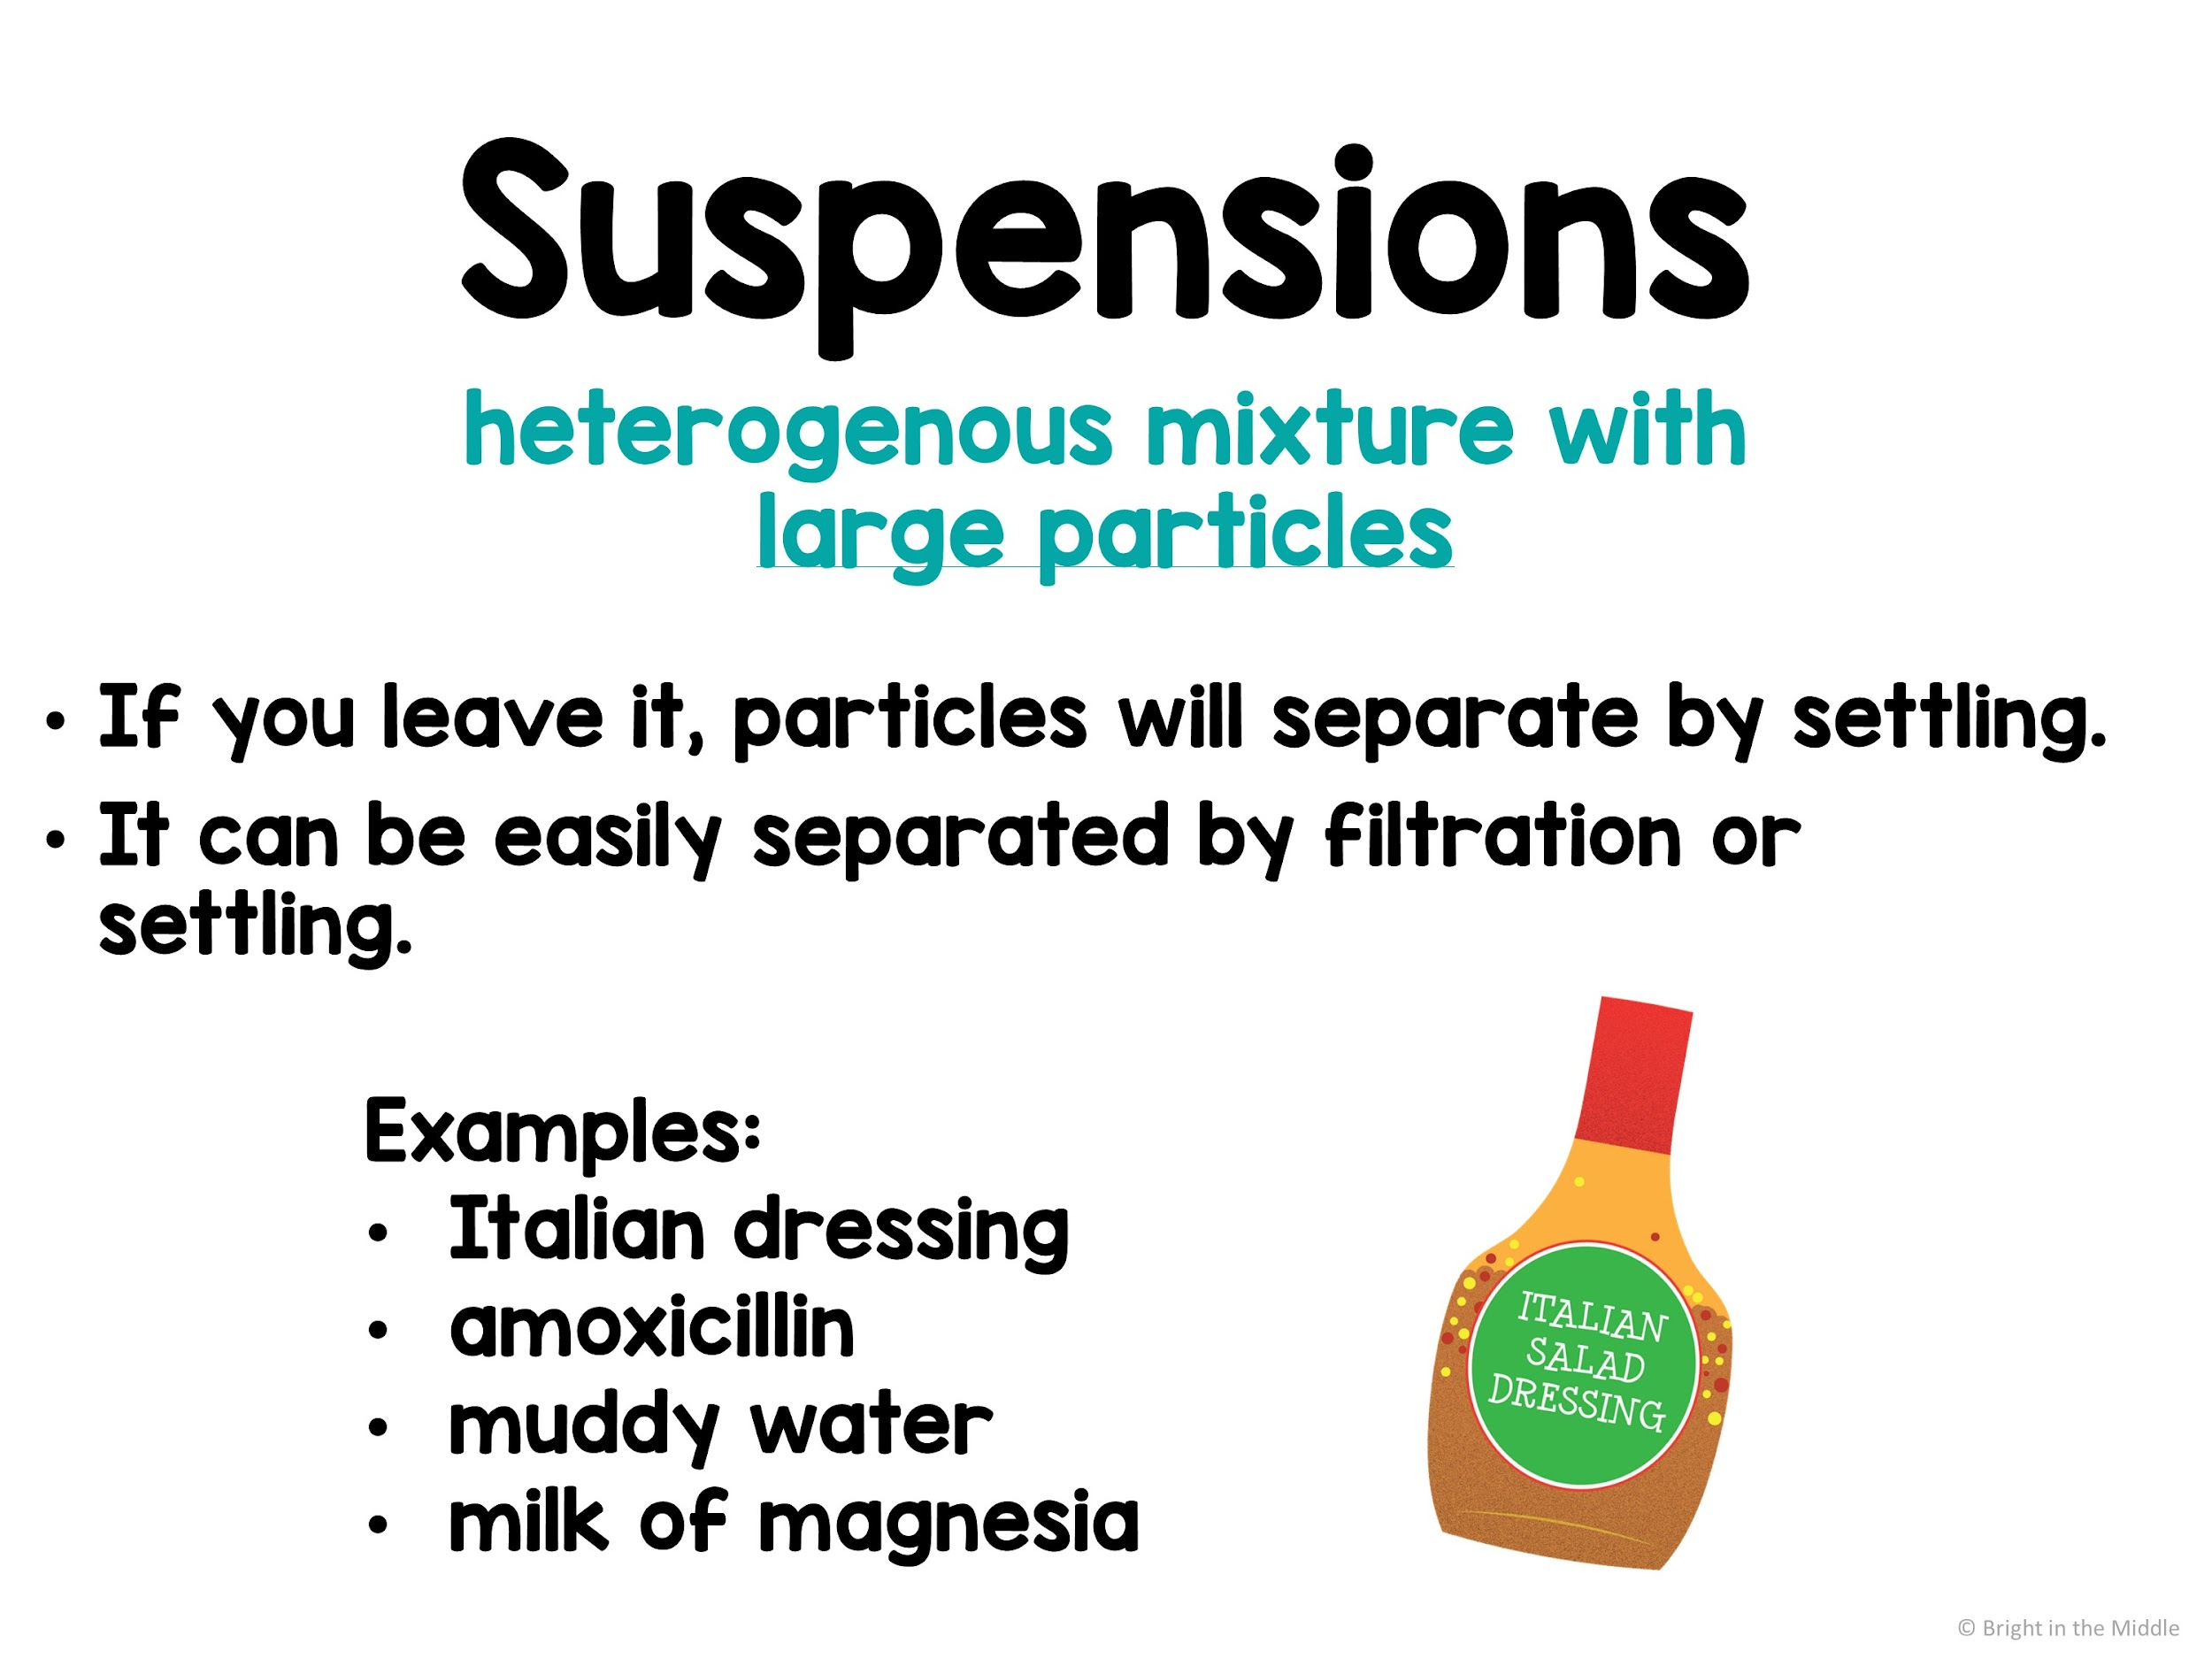 Suspensions
heterogenous mixture with
large particles
• If you leave it, particles will separate by settling.
• It can be easily separated by filtration or
settling.
Examples:
• Italian dressing
• amoxicillin
• muddy water
• milk of magnesia
ITALIAN
SALAD
DRESSING
© Bright in the Middle